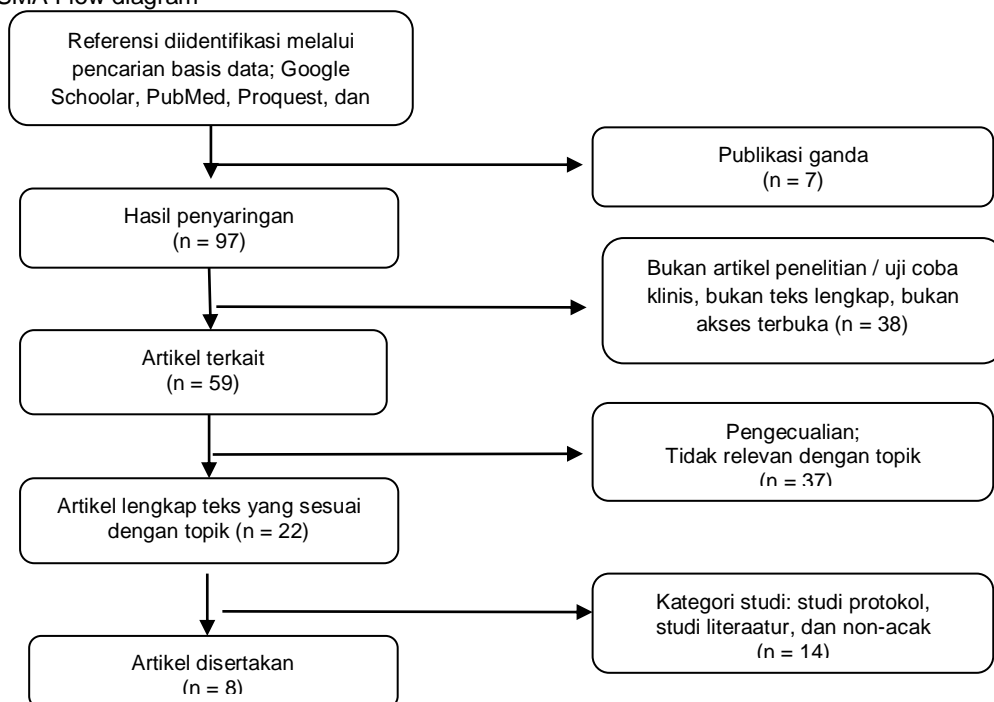 SMA Flow diagram
Referensi diidentifikasi melalui
pencarian basis data; Google
Schoolar, PubMed, Proquest, dan
Publikasi ganda
(n = 7)
Hasil penyaringan
(n = 97)
Bukan artikel penelitian / uji coba
klinis, bukan teks lengkap, bukan
akses terbuka (n = 38)
Artikel terkait
(n = 59)
Pengecualian;
Tidak relevan dengan topik
(n = 37)
Artikel lengkap teks yang sesuai
dengan topik (n = 22)
Kategori studi: studi protokol,
studi literaatur, dan non-acak
(n = 14)
Artikel disertakan
(n = 8)